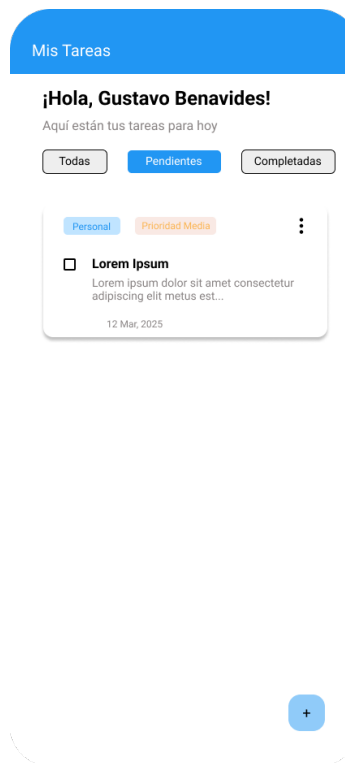 Mis Tareas
¡Hola, Gustavo Benavides!
Aquí están tus tareas para hoy
Todas Pendientes Completadas
Personal Prioridad Media
Lorem Ipsum
Lorem ipsum dolor sit amet consectetur
adipiscing elit metus est...
12 Mar, 2025
+